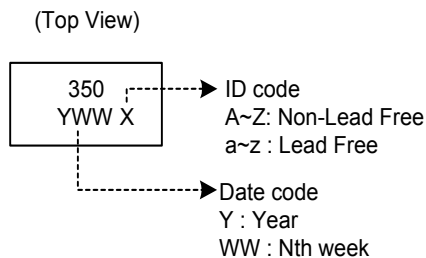 (Top View)
350
YWW X
ID code
A~Z: Non-Lead Free
a~z : Lead Free
Date code
Y : Year
WW : Nth week